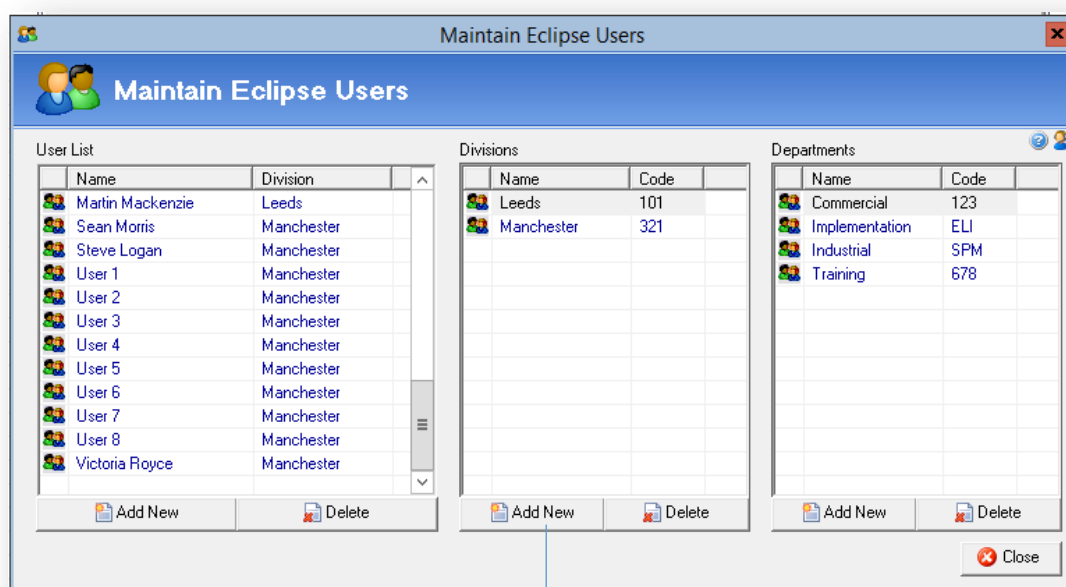 Maintain Eclipse Users
Maintain Eclipse Users
User List
Name Division
Martin Mackenzie Leeds
Sean Morris Manchester
Steve Logan Manchester
User 1 Manchester
User 2 Manchester
User 3 Manchester
User 4 Manchester
User 5 Manchester
User 6 Manchester
User 7 Manchester
User 8 Manchester
Victoria Royce Manchester
Add New Delete
Divisions
Name Code
Leeds 101
Manchester 321
Add New Delete
Departments
Name Code
Commercial 123
Implementation ELI
Industrial SPM
Training 678
Add New Delete
Close